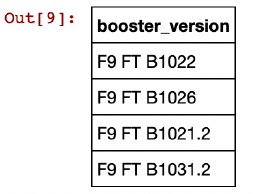 Out[9]:
booster_version
F9 FT B1022
F9 FT B1026
F9 FT B1021.2
F9 FT B1031.2